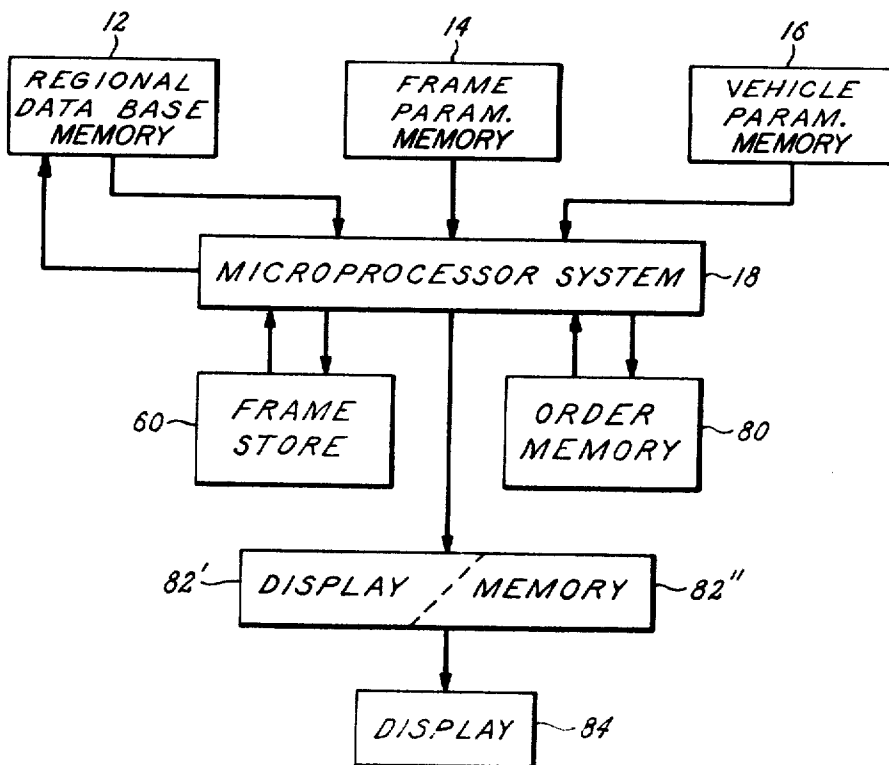 12
14
16
REGIONAL
DATA BASE
MEMORY
FRAME
PARAM.
MEMORY
VEHICLE
PARAM.
MEMORY
MICROPROCESSOR SYSTEM
18
60
FRAME
STORE
ORDER
MEMORY
80
82'
DISPLAY MEMORY
82"
DISPLAY
84